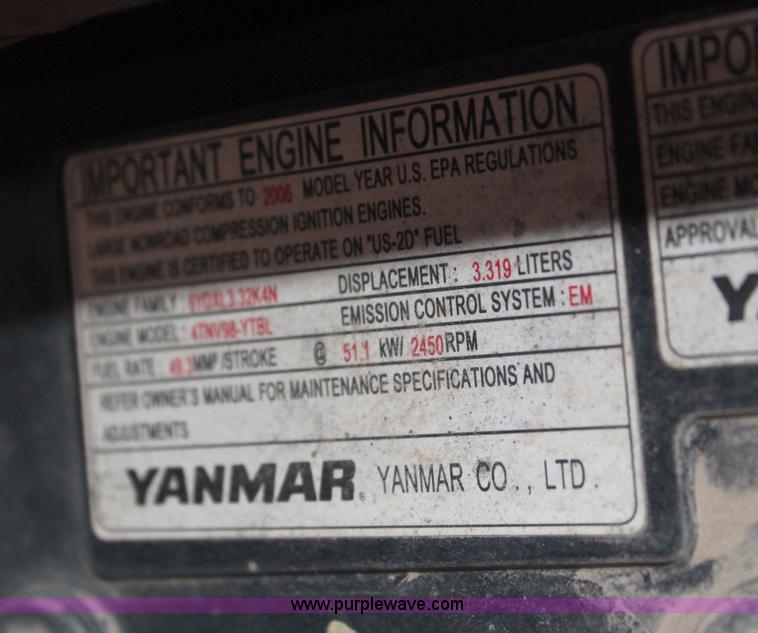 IMPORTANT ENGINE INFORMATION
THIS ENGINE CONFORMS TO 2006 MODEL YEAR U.S. EPA REGULATIONS
LARGE NONROAD COMPRESSION IGNITION ENGINES.
THIS ENGINE IS CERTIFIED TO OPERATE ON "US-2D" FUEL
ENGINE FAMILY : 6YDXL3.32K4N DISPLACEMENT : 3.319 LITERS
ENGINE MODEL : 4TNV98-YTBL EMISSION CONTROL SYSTEM : EM
FUEL RATE : MMP/STROKE @ 51.1 kW/ 2450RPM
REFER OWNER'S MANUAL FOR MAINTENANCE SPECIFICATIONS AND
ADJUSTMENTS
YANMAR® YANMAR CO., LTD.
IMPO
THIS ENGIN
ENGINE FA
ENGINE MO
APPROVAL
YA
www.purplewave.com